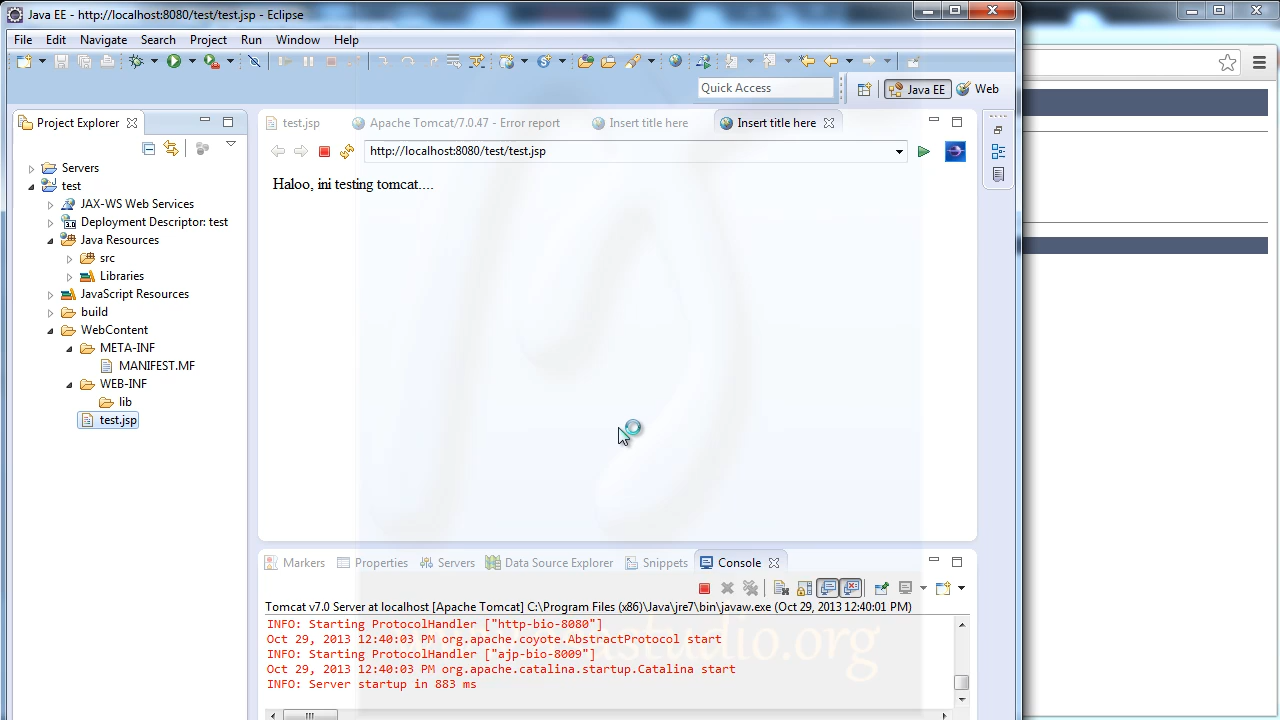 Java EE - http://localhost:8080/test/test.jsp - Eclipse
File Edit Navigate Search Project Run Window Help
Quick Access
Java EE
Web
Project Explorer
test.jsp
Apache Tomcat/7.0.47 - Error report
Insert title here
Insert title here
http://localhost:8080/test/test.jsp
Haloo, ini testing tomcat....
Servers
test
JAX-WS Web Services
3.0
Deployment Descriptor: test
Java Resources
src
Libraries
JavaScript Resources
build
WebContent
META-INF
MANIFEST.MF
WEB-INF
lib
test.jsp
Markers
Properties
Servers
Data Source Explorer
Snippets
Console
Tomcat v7.0 Server at localhost [Apache Tomcat] C:\Program Files (x86)\Java\jre7\bin\javaw.exe (Oct 29, 2013 12:40:01 PM)
INFO: Starting ProtocolHandler ["http-bio-8080"]
Oct 29, 2013 12:40:03 PM org.apache.coyote.AbstractProtocol start
INFO: Starting ProtocolHandler ["ajp-bio-8009"]
Oct 29, 2013 12:40:03 PM org.apache.catalina.startup.Catalina start
INFO: Server startup in 883 ms